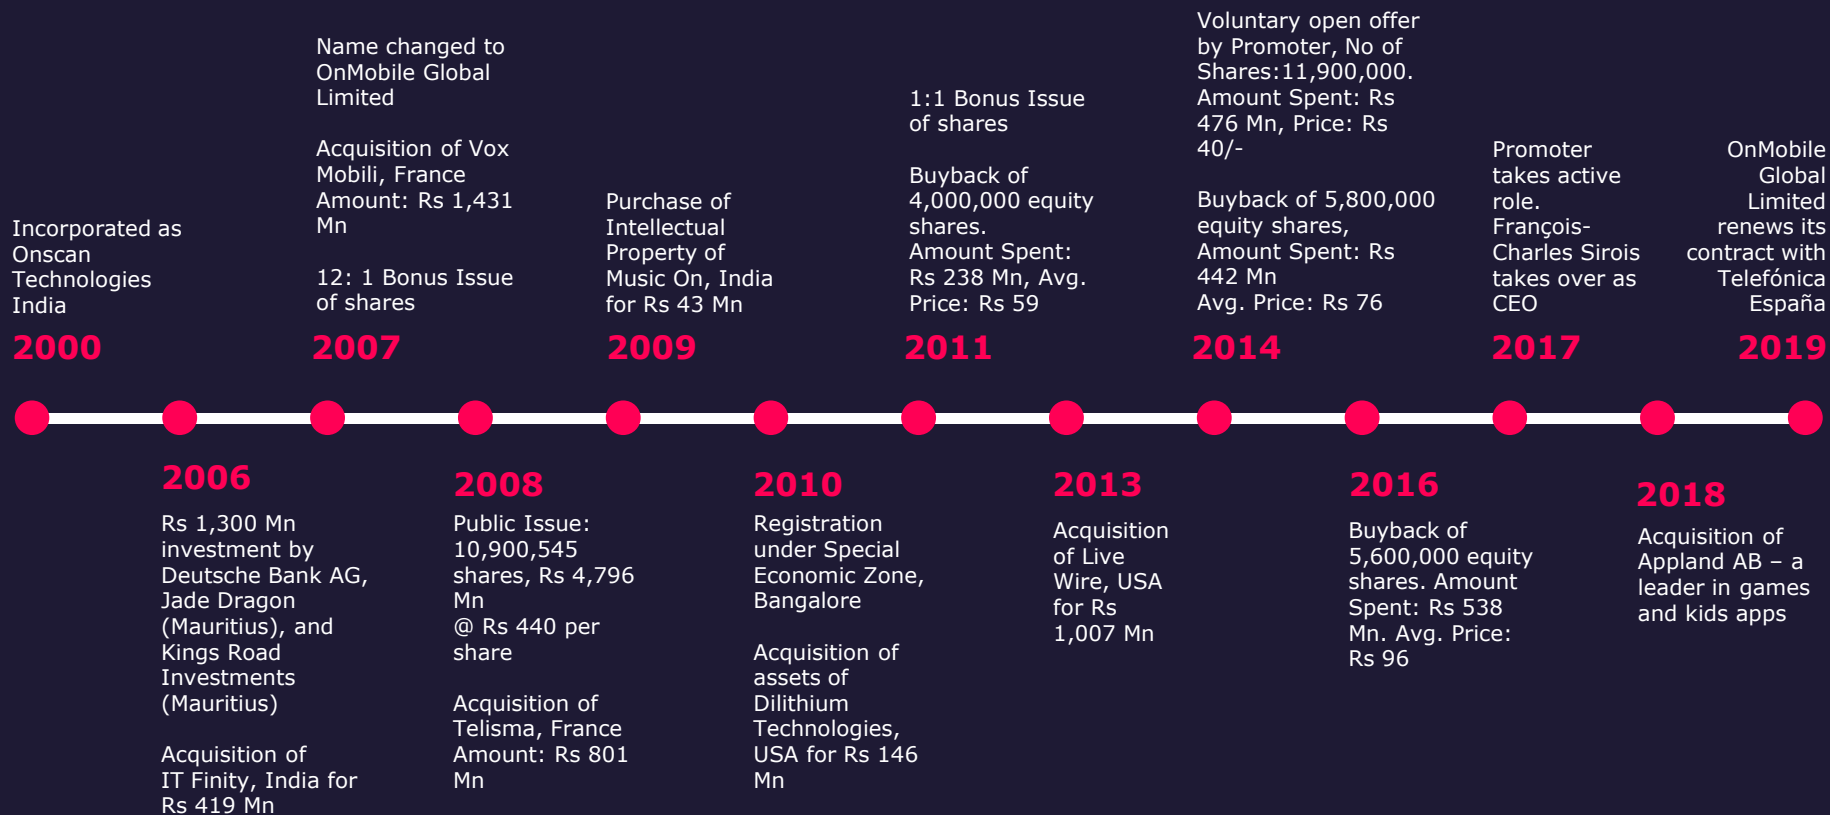 Incorporated as
Onscan
Technologies
India
2000
Rs 1,300 Mn
investment by
Deutsche Bank AG,
Jade Dragon
(Mauritius), and
Kings Road
Investments
(Mauritius)
Acquisition of
IT Finity, India for
Rs 419 Mn
2006
Name changed to
OnMobile Global
Limited
Acquisition of Vox
Mobili, France
Amount: Rs 1,431
Mn
12: 1 Bonus Issue
of shares
2007
2008
Public Issue:
10,900,545
shares, Rs 4,796
Mn
@ Rs 440 per
share
Acquisition of
Telisma, France
Amount: Rs 801
Mn
Purchase of
Intellectual
Property of
Music On, India
for Rs 43 Mn
2009
2010
Registration
under Special
Economic Zone,
Bangalore
Acquisition of
assets of
Dilithium
Technologies,
USA for Rs 146
Mn
1:1 Bonus Issue
of shares
Buyback of
4,000,000 equity
shares.
Amount Spent:
Rs 238 Mn, Avg.
Price: Rs 59
2011
2013
Acquisition
of Live
Wire, USA
for Rs
1,007 Mn
Voluntary open offer
by Promoter, No of
Shares:11,900,000.
Amount Spent: Rs
476 Mn, Price: Rs
40/-
Buyback of 5,800,000
equity shares,
Amount Spent: Rs
442 Mn
Avg. Price: Rs 76
2014
2016
Buyback of
5,600,000 equity
shares. Amount
Spent: Rs 538
Mn. Avg. Price:
Rs 96
Promoter
takes active
role.
François-
Charles Sirois
takes over as
CEO
2017
2018
Acquisition of
Appland AB – a
leader in games
and kids apps
OnMobile
Global
Limited
renews its
contract with
Telefónica
España
2019